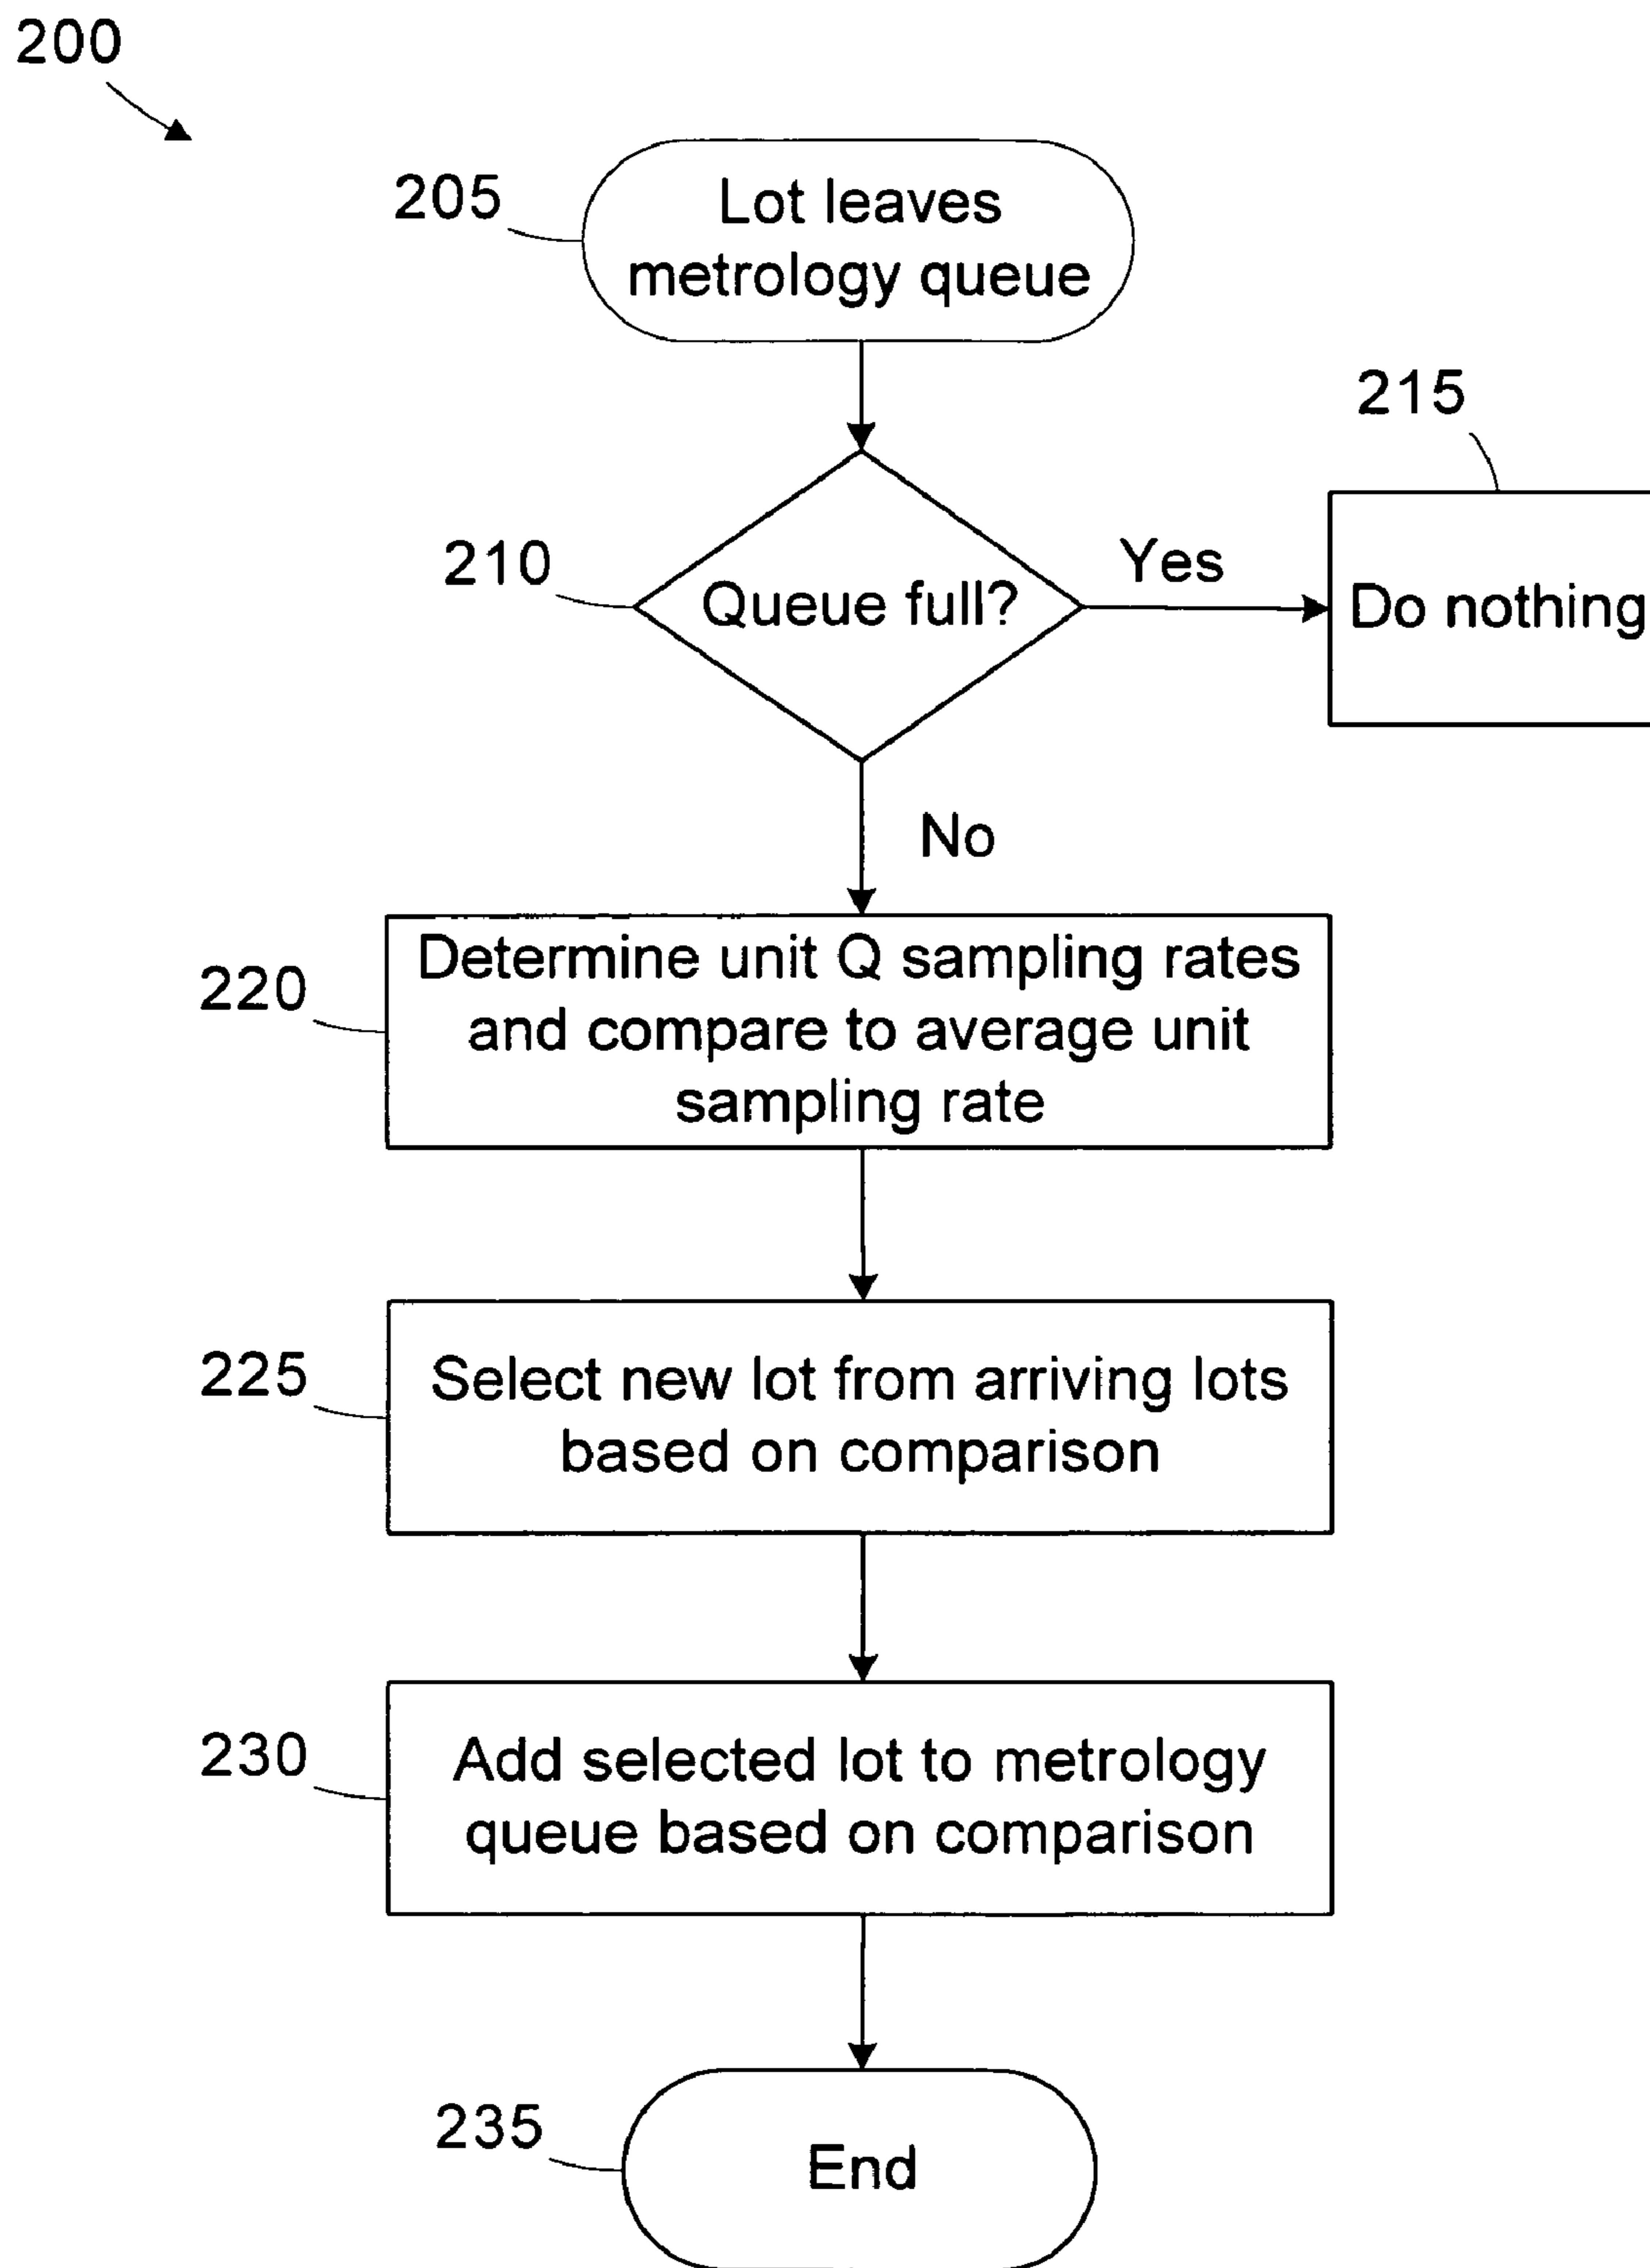 200
205
Lot leaves
metrology queue
215
210
Queue full?
Yes
Do nothing
No
220
Determine unit Q sampling rates
and compare to average unit
sampling rate
225
Select new lot from arriving lots
based on comparison
230
Add selected lot to metrology
queue based on comparison
235
End